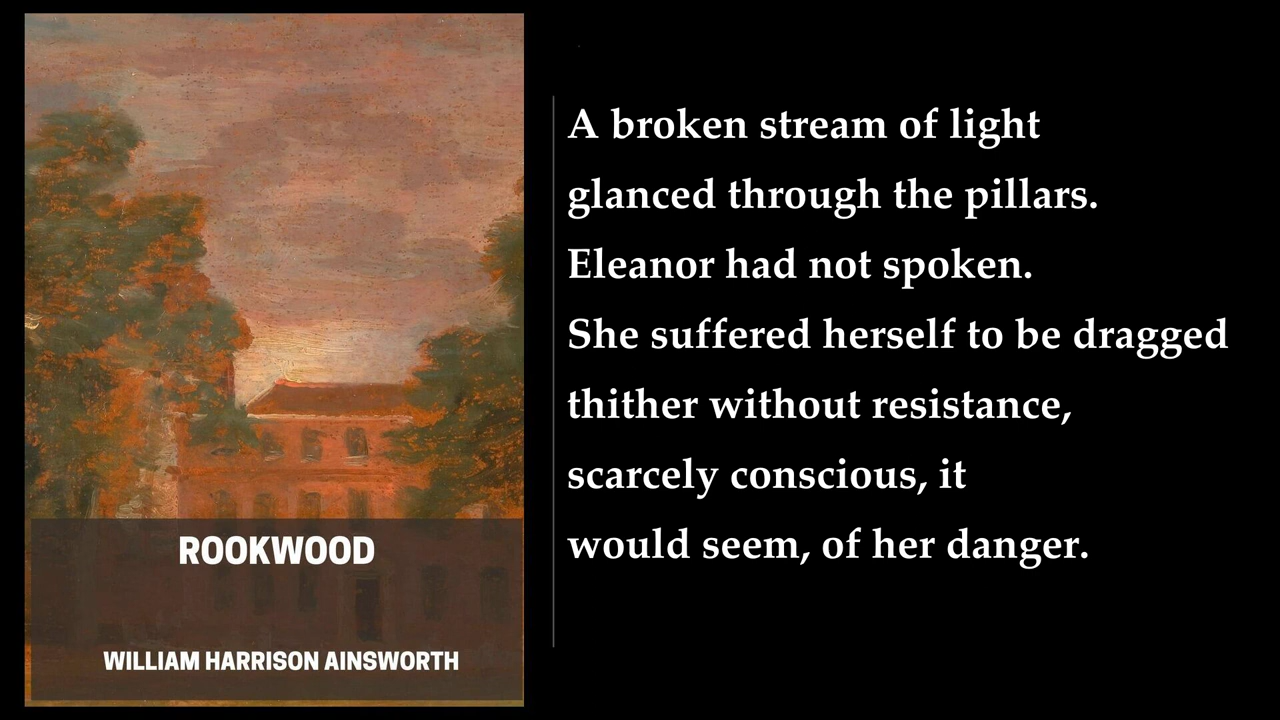 ROOKWOOD
WILLIAM HARRISON AINSWORTH
A broken stream of light
glanced through the pillars.
Eleanor had not spoken.
She suffered herself to be dragged
thither without resistance,
scarcely conscious, it
would seem, of her danger.